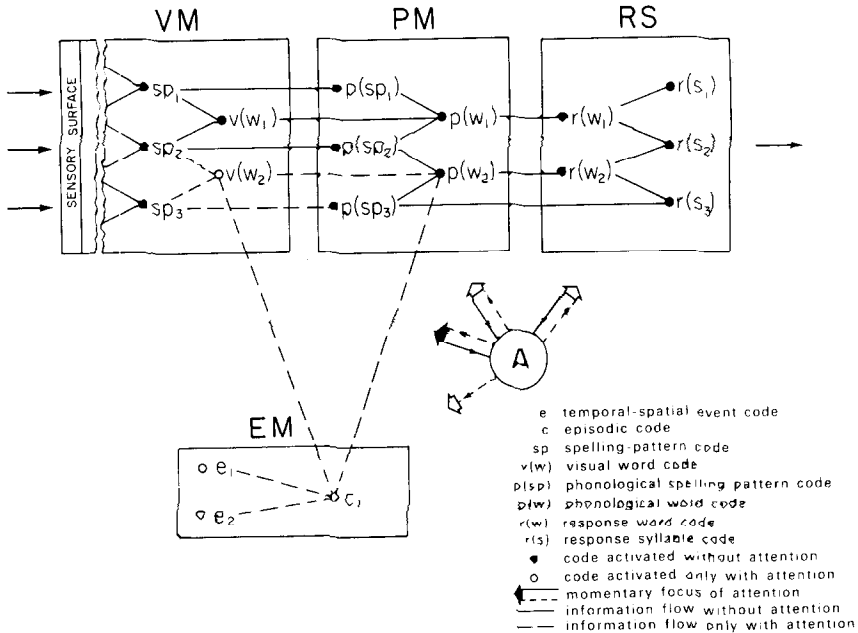 VM PM RS
SENSORY SURFACE
sp1 p(sp1) r(s1)
v(w1) p(w1) r(w1)
sp2 p(sp2) r(s2)
v(w2) p(w2) r(w2)
sp3 p(sp3) r(s3)
A
EM
e1
c1
e2
e temporal-spatial event code
c episodic code
sp spelling-pattern code
v(w) visual word code
p(sp) phonological spelling pattern code
p(w) phonological word code
r(w) response word code
r(s) response syllable code
code activated without attention
code activated only with attention
momentary focus of attention
information flow without attention
information flow only with attention